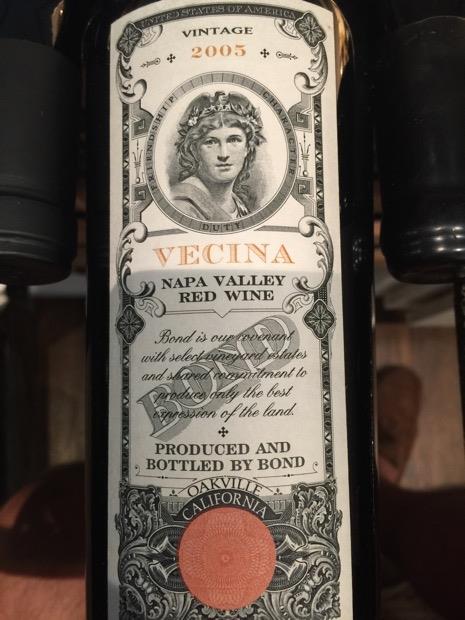 UNITED STATES OF AMERICA
VINTAGE
2005
FRIENDSHIP
CHARACTER
DUTY
VECINA
NAPA VALLEY
RED WINE
BOND
Bond is our covenant
with select vineyard estates
and shared commitment to
produce only the best
expression of the land.
PRODUCED AND
BOTTLED BY BOND
OAKVILLE
CALIFORNIA